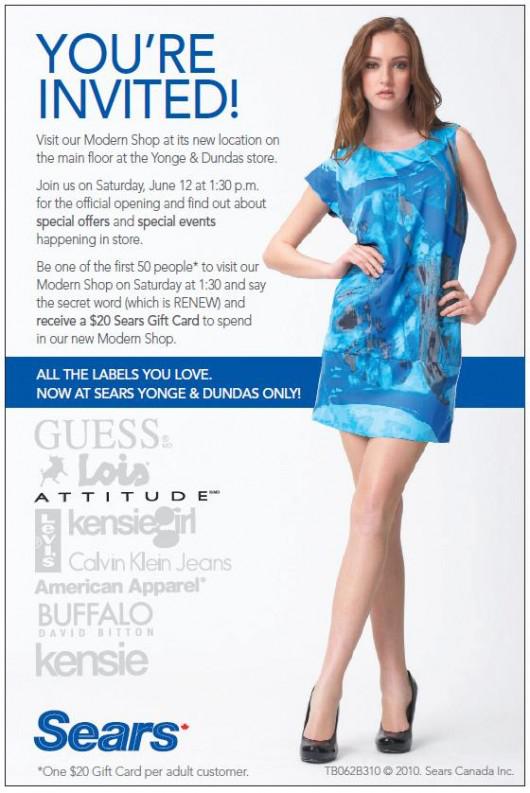 YOU'RE
INVITED!
Visit our Modern Shop at its new location on
the main floor at the Yonge & Dundas store.
Join us on Saturday, June 12 at 1:30 p.m.
for the official opening and find out about
special offers and special events
happening in store.
Be one of the first 50 people* to visit our
Modern Shop on Saturday at 1:30 and say
the secret word (which is RENEW) and
receive a $20 Sears Gift Card to spend
in our new Modern Shop.
ALL THE LABELS YOU LOVE.
NOW AT SEARS YONGE & DUNDAS ONLY!
GUESS
Lois
ATTITUDE
Levi's
kensiegirl
Calvin Klein Jeans
American Apparel®
BUFFALO
DAVID BITTON
kensie
Sears
*One $20 Gift Card per adult customer.
TB062B310 © 2010. Sears Canada Inc.